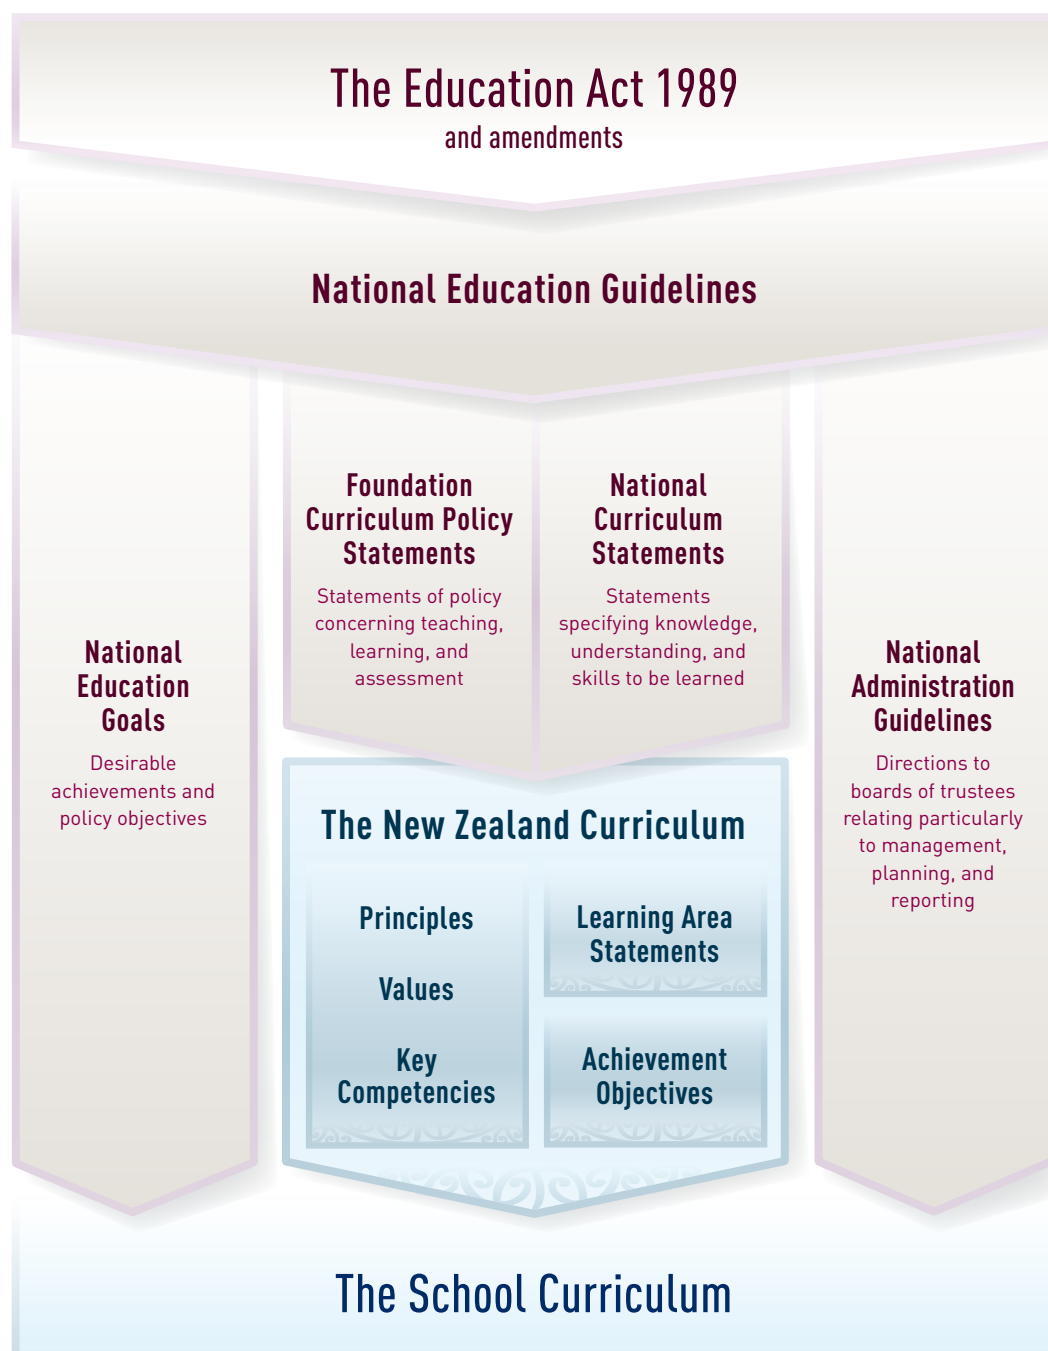 The Education Act 1989
and amendments
National Education Guidelines
National
Education
Goals
Desirable
achievements and
policy objectives
Foundation
Curriculum Policy
Statements
Statements of policy
concerning teaching,
learning, and
assessment
National
Curriculum
Statements
Statements
specifying knowledge,
understanding, and
skills to be learned
National
Administration
Guidelines
Directions to
boards of trustees
relating particularly
to management,
planning, and
reporting
The New Zealand Curriculum
Principles
Values
Key
Competencies
Learning Area
Statements
Achievement
Objectives
The School Curriculum